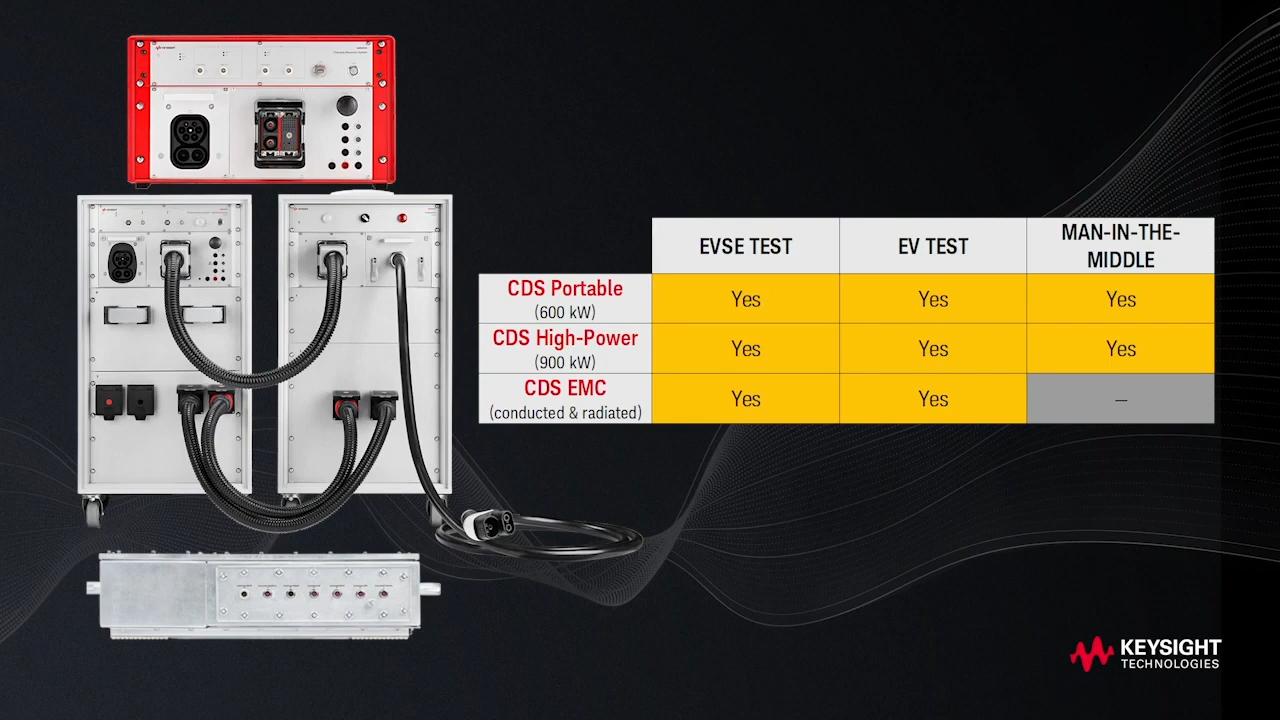 KEYSIGHT
EVSE TEST
EV TEST
MAN-IN-THE-
MIDDLE
CDS Portable
(600 kW)
Yes
Yes
Yes
CDS High-Power
(900 kW)
Yes
Yes
Yes
CDS EMC
(conducted & radiated)
Yes
Yes
—
KEYSIGHT
TECHNOLOGIES